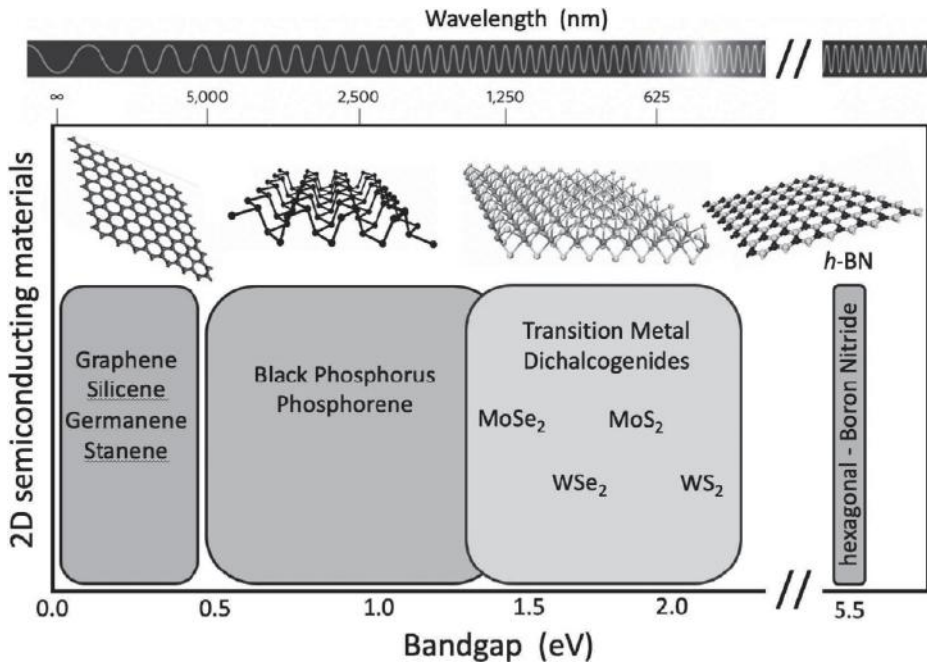 Wavelength (nm)
∞ 5,000 2,500 1,250 625
2D semiconducting materials
h-BN
Graphene
Silicene
Germanene
Stanene
Black Phosphorus
Phosphorene
Transition Metal
Dichalcogenides
MoSe₂ MoS₂
WSe₂ WS₂
hexagonal - Boron Nitride
0.0 0.5 1.0 1.5 2.0 5.5
Bandgap (eV)